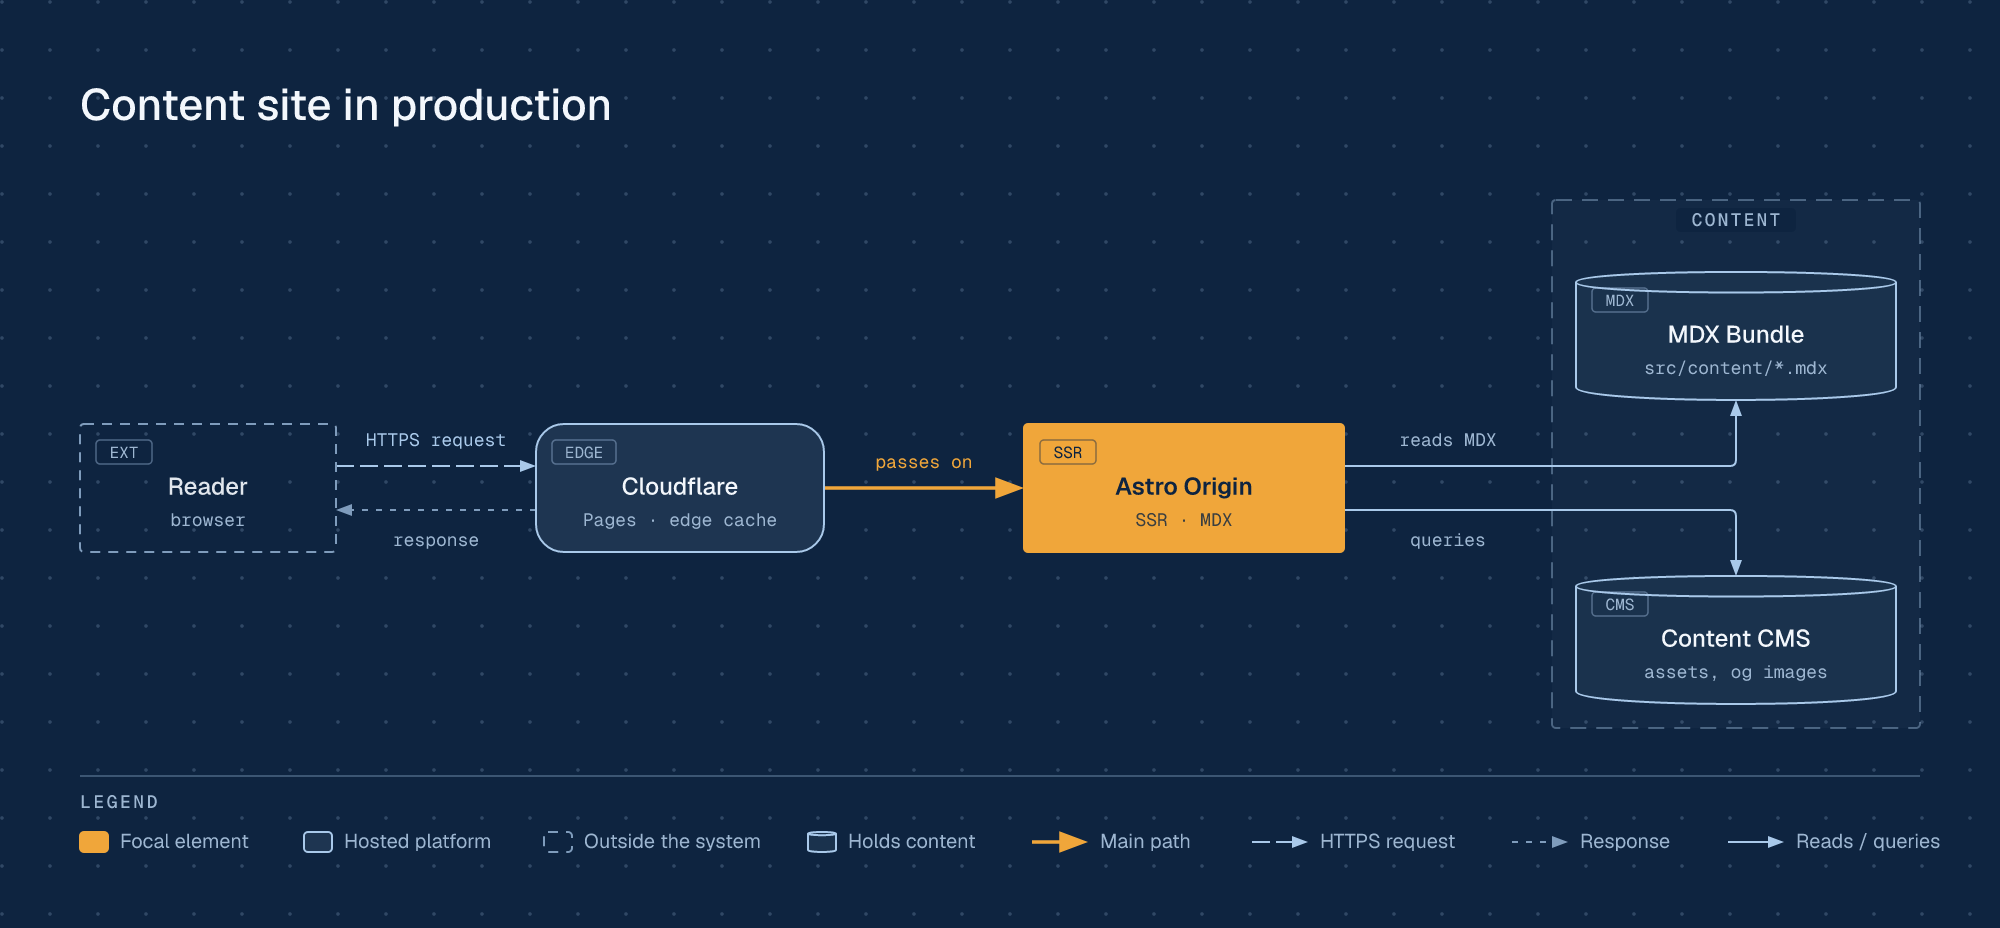 Content site in production
CONTENT
MDX
MDX Bundle
src/content/*.mdx
EXT
Reader
browser
HTTPS request
response
EDGE
Cloudflare
Pages · edge cache
passes on
SSR
Astro Origin
SSR · MDX
reads MDX
queries
CMS
Content CMS
assets, og images
LEGEND
Focal element
Hosted platform
Outside the system
Holds content
Main path
HTTPS request
Response
Reads / queries